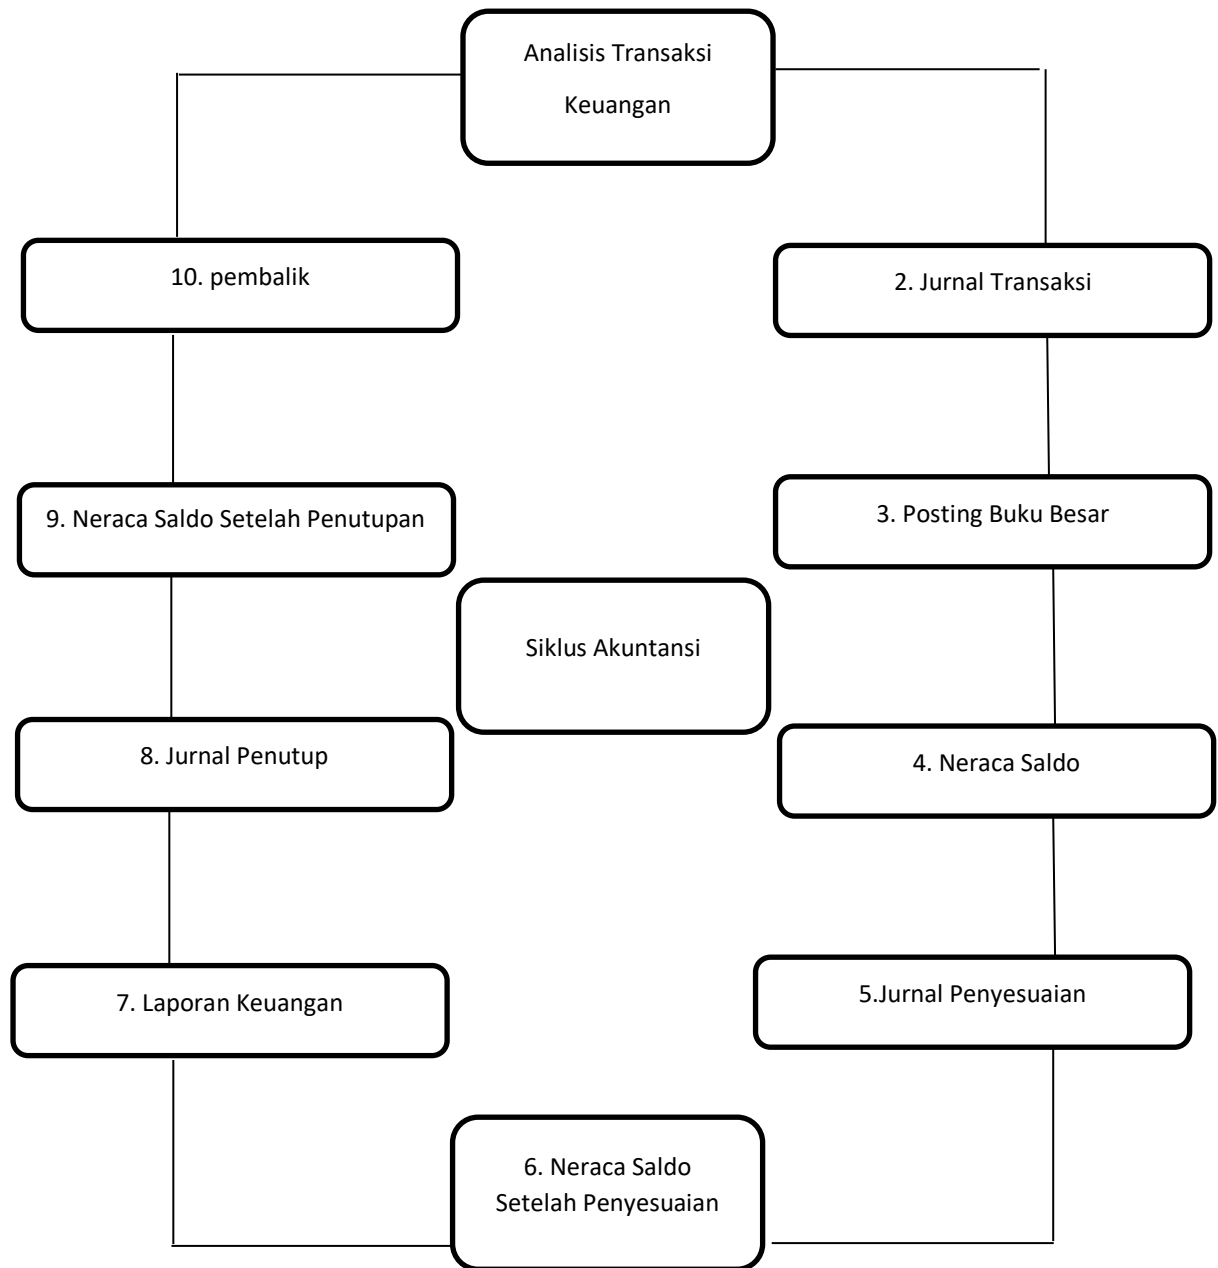 Analisis Transaksi
Keuangan
10. pembalik
2. Jurnal Transaksi
9. Neraca Saldo Setelah Penutupan
3. Posting Buku Besar
Siklus Akuntansi
8. Jurnal Penutup
4. Neraca Saldo
7. Laporan Keuangan
5.Jurnal Penyesuaian
6. Neraca Saldo
Setelah Penyesuaian